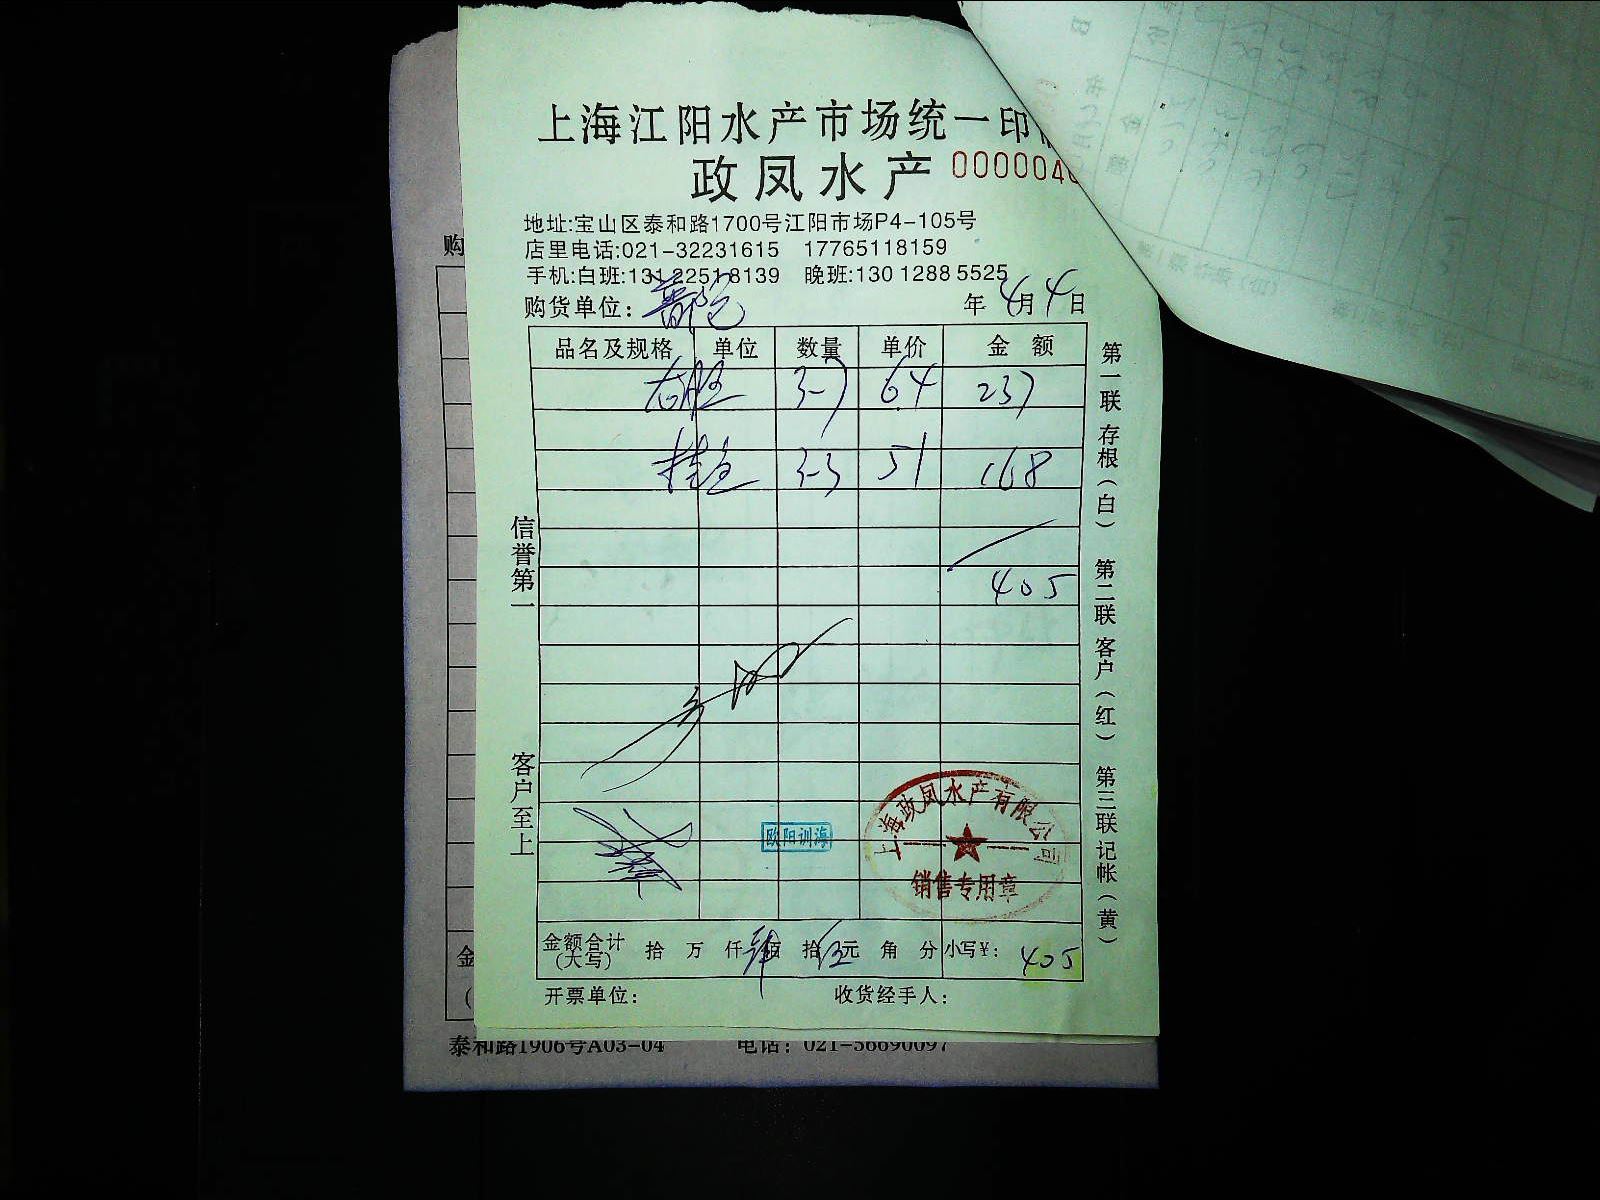 上海江阳水产市场统一印
政凤水产 000004
地址:宝山区泰和路1700号江阳市场P4-105号
店里电话:021-32231615 17765118159
手机:白班:13122518139 晚班:130 1288 5525
购货单位: 普陀 年 4月4日
品名及规格 单位 数量 单价 金 额
3-7 64 237
3-3 51 168
405
信誉第一
客户至上
第一联 存根(白) 第二联 客户(红) 第三联 记帐(黄)
欧阳训海
上海政凤水产有限公司
销售专用章
金额合计(大写) 拾 万 仟 肆佰 拾 伍元 角 分 小写¥: 405
开票单位: 收货经手人:
购
金
泰和路1906号A03-04 电话: 021-56690097